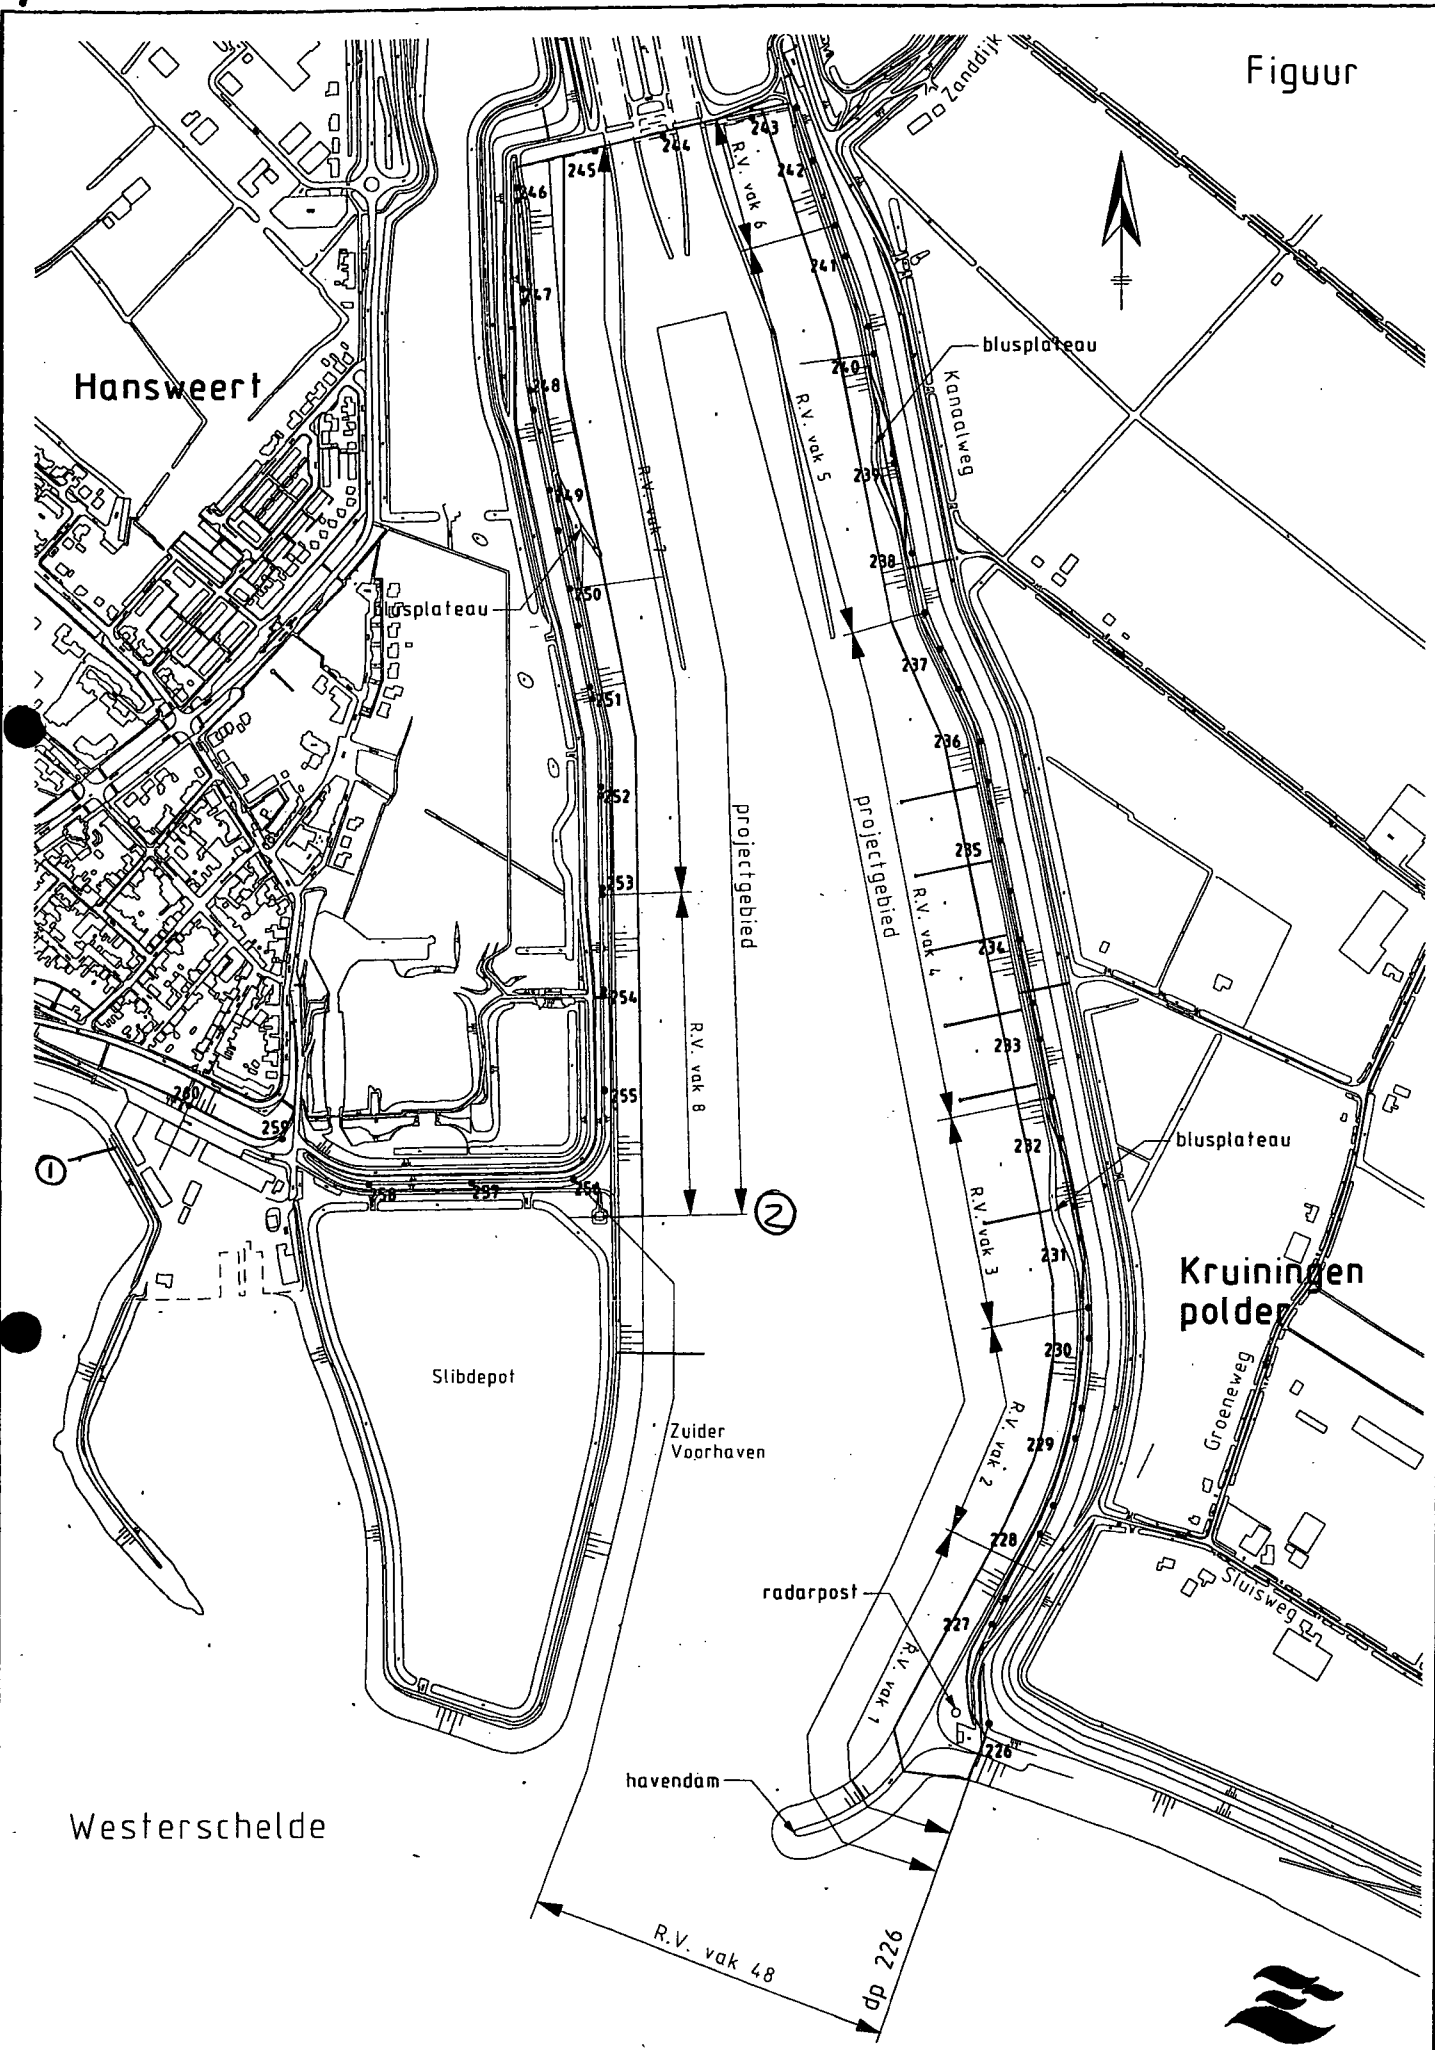 Figuur
Zanddijk
243
244
245
R.V. vak 6
242
246
241
247
blusplateau
240
Hansweert
248
Kanaalweg
R.V. vak 5
239
249
R.V. vak 7
238
250
blusplateau
237
251
236
252
projectgebied
projectgebied
235
253
R.V. vak 4
234
254
R.V. vak 8
233
255
260
259
232
blusplateau
1
258
257
256
2
R.V. vak 3
231
Kruiningen
polder
230
Slibdepot
Groeneweg
R.V. vak 2
Zuider
Voorhaven
229
228
Sluisweg
radarpost
227
R.V. vak 1
226
havendam
Westerschelde
R.V. vak 48
dp 226